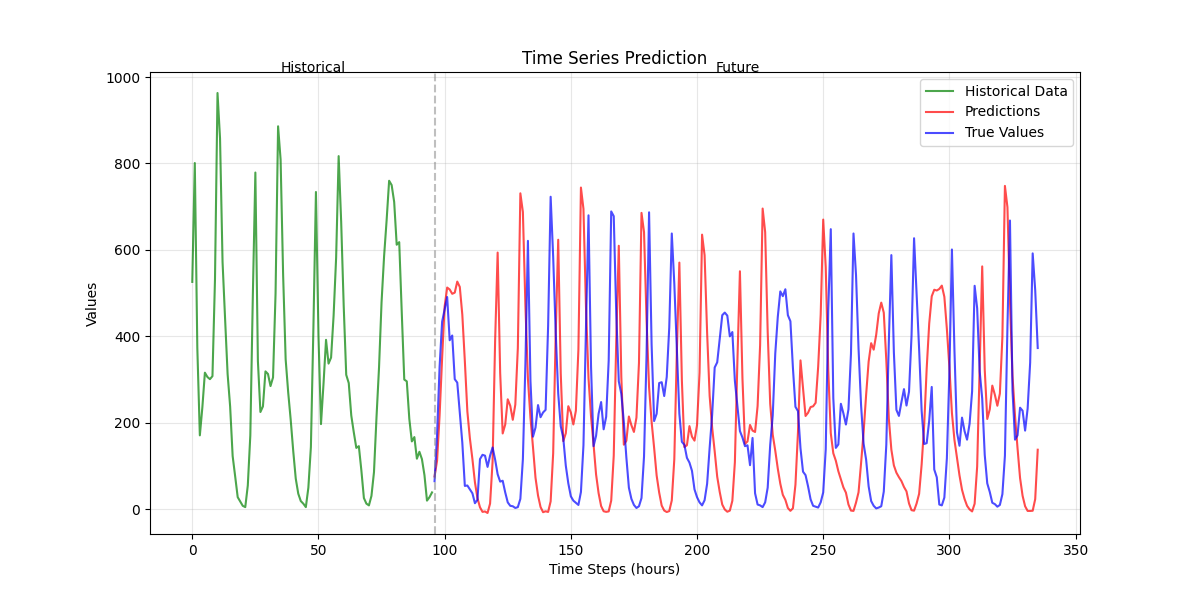 Time Series Prediction
Historical
Future
1000
800
600
400
200
0
Values
0
50
100
150
200
250
300
350
Time Steps (hours)
Historical Data
Predictions
True Values